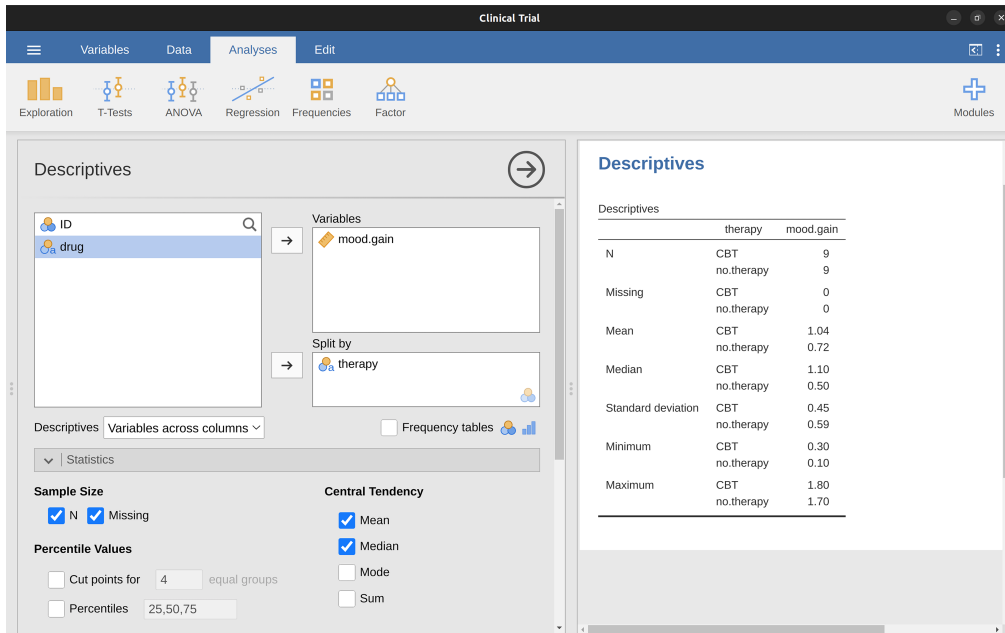 Clinical Trial
Variables Data Analyses Edit
Exploration T-Tests ANOVA Regression Frequencies Factor Modules
Descriptives
ID
a drug
Variables
mood.gain
Split by
a therapy
Descriptives Variables across columns Frequency tables
Statistics
Sample Size
N Missing
Percentile Values
Cut points for 4 equal groups
Percentiles 25,50,75
Central Tendency
Mean
Median
Mode
Sum
Descriptives
Descriptives
therapy mood.gain
N CBT 9
no.therapy 9
Missing CBT 0
no.therapy 0
Mean CBT 1.04
no.therapy 0.72
Median CBT 1.10
no.therapy 0.50
Standard deviation CBT 0.45
no.therapy 0.59
Minimum CBT 0.30
no.therapy 0.10
Maximum CBT 1.80
no.therapy 1.70